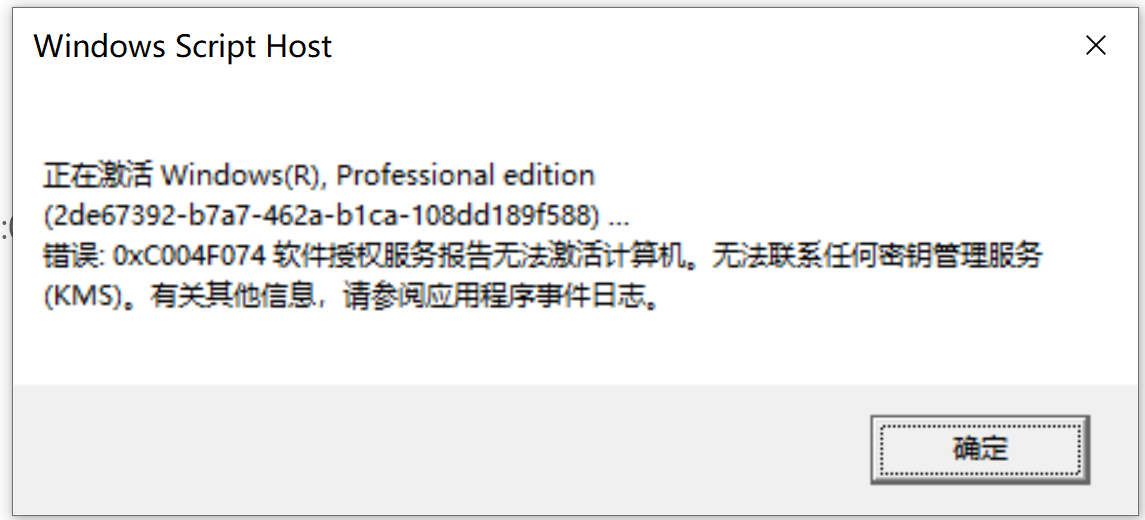 Windows Script Host
正在激活 Windows(R), Professional edition
(2de67392-b7a7-462a-b1ca-108dd189f588) ...
错误: 0xC004F074 软件授权服务报告无法激活计算机。无法联系任何密钥管理服务
(KMS)。有关其他信息，请参阅应用程序事件日志。
确定